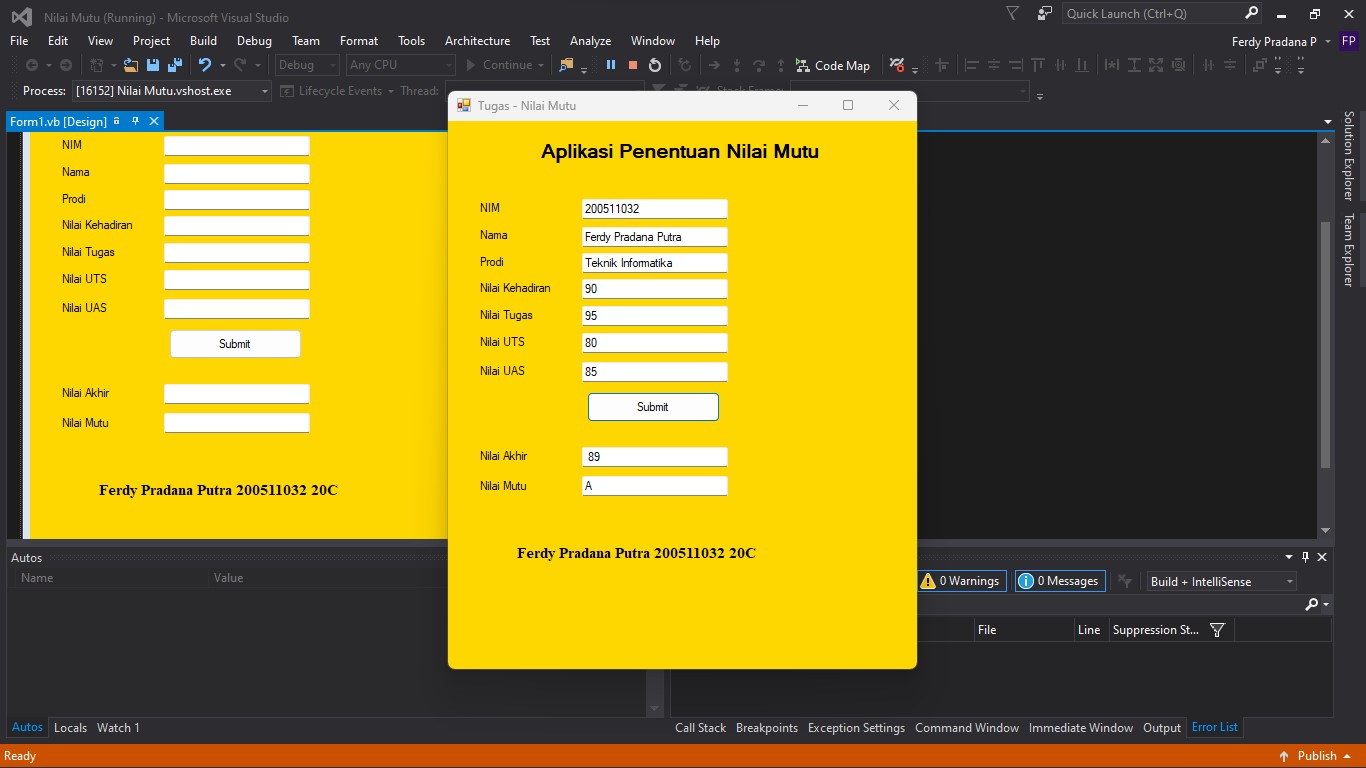 Nilai Mutu (Running) - Microsoft Visual Studio
Quick Launch (Ctrl+Q)
File Edit View Project Build Debug Team Format Tools Architecture Test Analyze Window Help
Ferdy Pradana P FP
Debug Any CPU Continue Code Map
Process: [16152] Nilai Mutu.vshost.exe Lifecycle Events Thread: Stack Frame:
Form1.vb [Design]
NIM
Nama
Prodi
Nilai Kehadiran
Nilai Tugas
Nilai UTS
Nilai UAS
Submit
Nilai Akhir
Nilai Mutu
Ferdy Pradana Putra 200511032 20C
Tugas - Nilai Mutu
Aplikasi Penentuan Nilai Mutu
NIM 200511032
Nama Ferdy Pradana Putra
Prodi Teknik Informatika
Nilai Kehadiran 90
Nilai Tugas 95
Nilai UTS 80
Nilai UAS 85
Submit
Nilai Akhir 89
Nilai Mutu A
Ferdy Pradana Putra 200511032 20C
Solution Explorer
Team Explorer
Autos
Name Value
0 Warnings 0 Messages Build + IntelliSense
File Line Suppression St...
Autos Locals Watch 1
Call Stack Breakpoints Exception Settings Command Window Immediate Window Output Error List
Ready
Publish